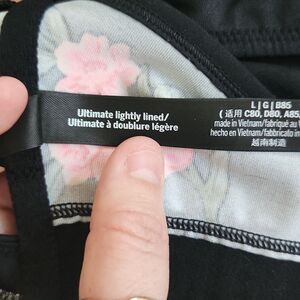 Ultimate lightly lined/
Ultimate à doublure légère
L | G | B85
( 适用 C80, D80, A85
made in Vietnam/fabriqué au
hecho en Vietnam/fabbricato i
越南制造